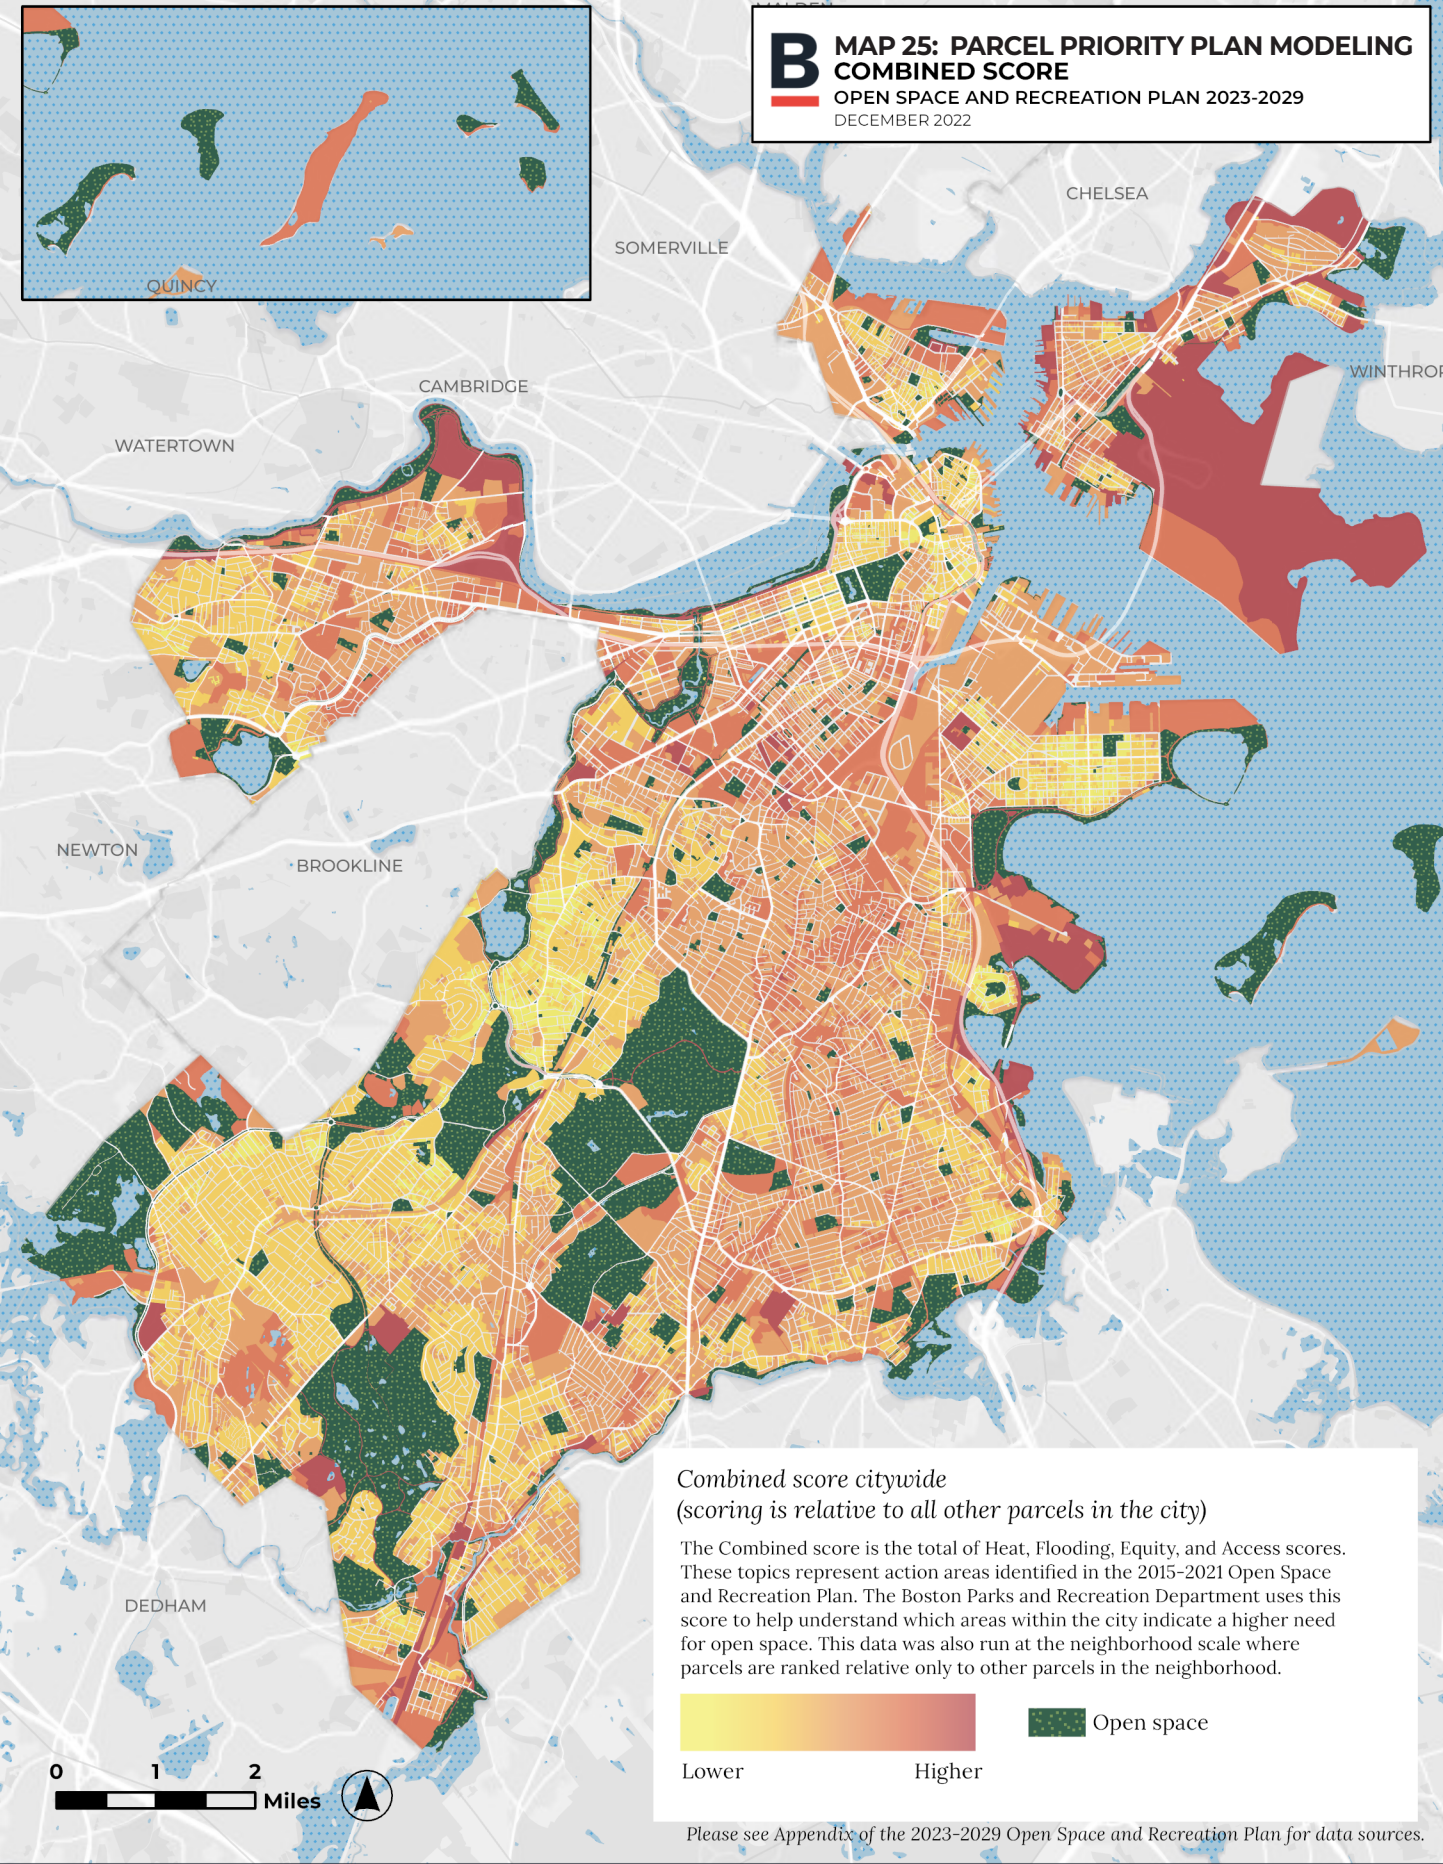 B
MAP 25: PARCEL PRIORITY PLAN MODELING
COMBINED SCORE
OPEN SPACE AND RECREATION PLAN 2023-2029
DECEMBER 2022
MALDEN
CHELSEA
SOMERVILLE
QUINCY
WINTHROP
CAMBRIDGE
WATERTOWN
NEWTON
BROOKLINE
DEDHAM
Combined score citywide
(scoring is relative to all other parcels in the city)
The Combined score is the total of Heat, Flooding, Equity, and Access scores.
These topics represent action areas identified in the 2015-2021 Open Space
and Recreation Plan. The Boston Parks and Recreation Department uses this
score to help understand which areas within the city indicate a higher need
for open space. This data was also run at the neighborhood scale where
parcels are ranked relative only to other parcels in the neighborhood.
Open space
Lower Higher
0 1 2
Miles
Please see Appendix of the 2023-2029 Open Space and Recreation Plan for data sources.